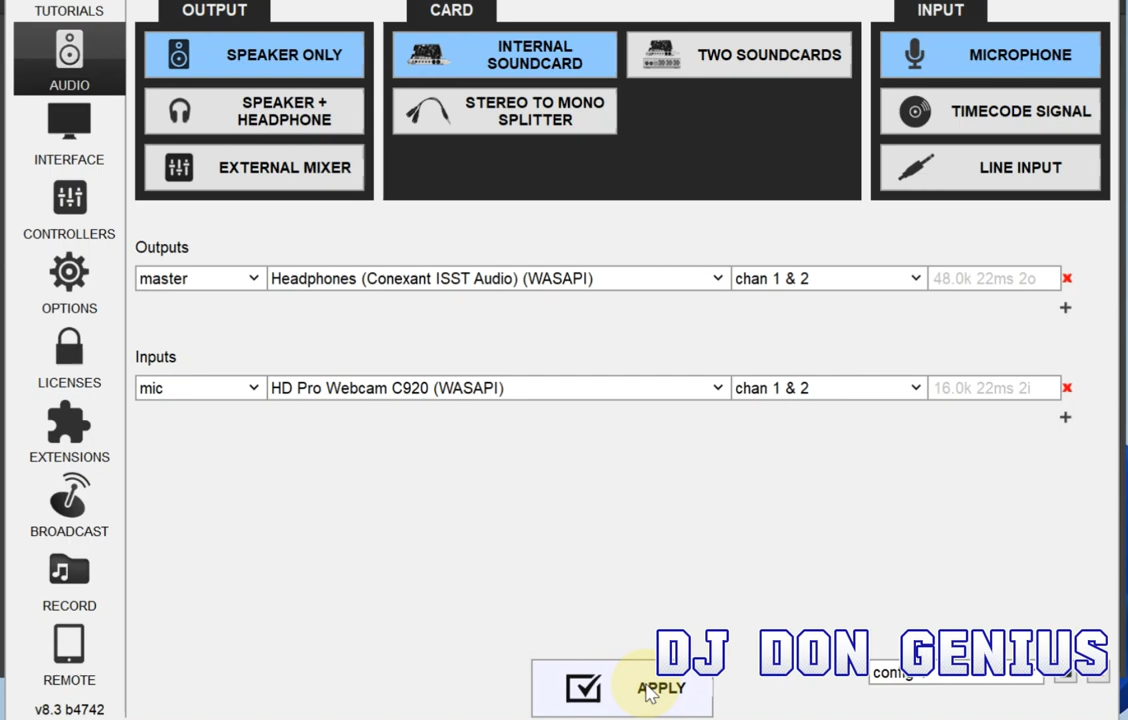 TUTORIALS
AUDIO
INTERFACE
CONTROLLERS
OPTIONS
LICENSES
EXTENSIONS
BROADCAST
RECORD
REMOTE
v8.3 b4742
OUTPUT
SPEAKER ONLY
SPEAKER +
HEADPHONE
EXTERNAL MIXER
CARD
INTERNAL
SOUNDCARD
TWO SOUNDCARDS
STEREO TO MONO
SPLITTER
INPUT
MICROPHONE
TIMECODE SIGNAL
LINE INPUT
Outputs
master Headphones (Conexant ISST Audio) (WASAPI) chan 1 & 2 48.0k 22ms 2o
Inputs
mic HD Pro Webcam C920 (WASAPI) chan 1 & 2 16.0k 22ms 2i
APPLY
DJ DON GENIUS